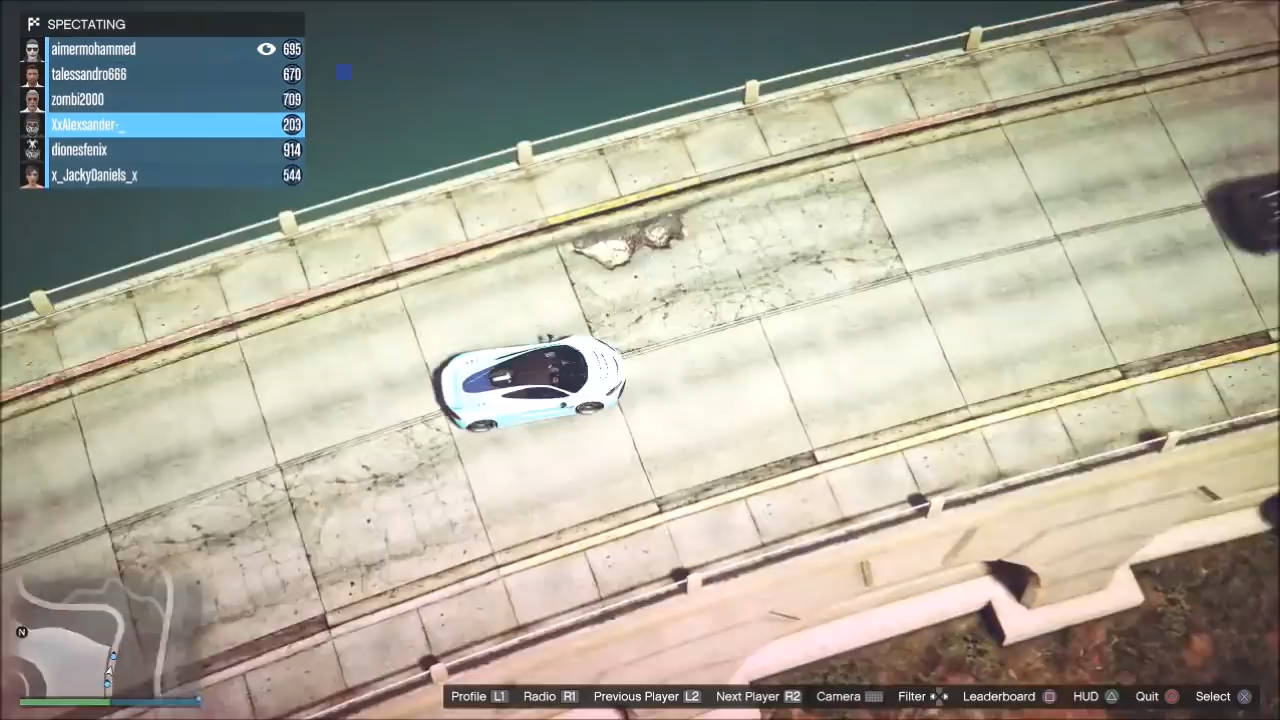 SPECTATING
aimermohammed 695
talessandro666 670
zombi2000 709
XxAlexsander-_ 203
dionesfenix 914
x_JackyDaniels_x 544
N
Profile L1 Radio R1 Previous Player L2 Next Player R2 Camera Filter Leaderboard HUD Quit Select